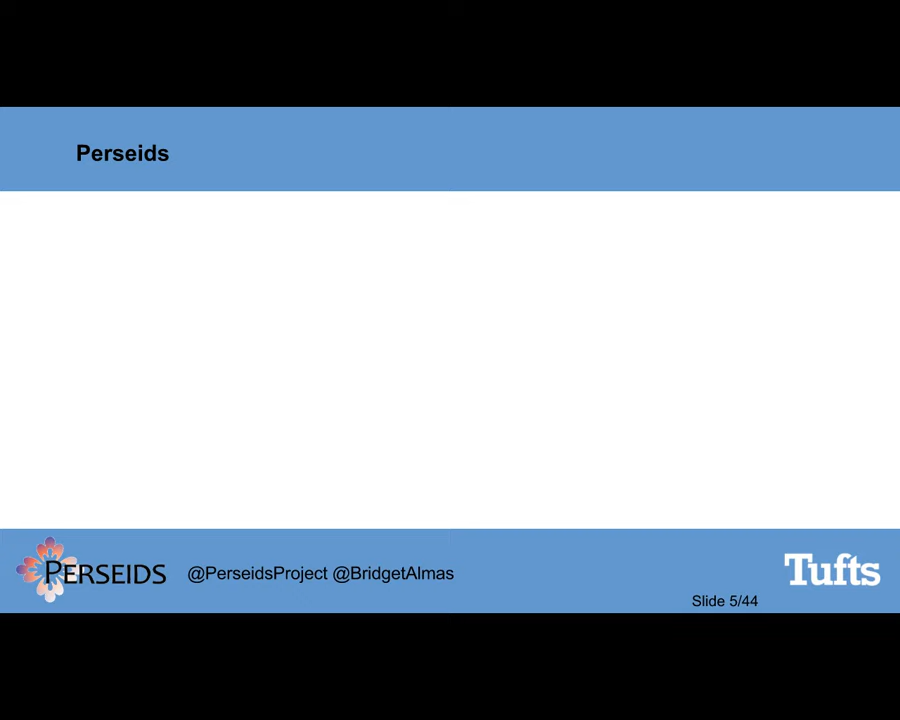 Perseids
PERSEIDS
@PerseidsProject @BridgetAlmas
Tufts
Slide 5/44